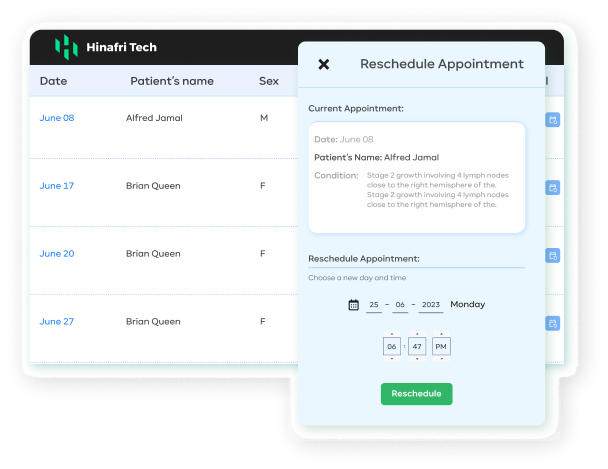 Hinafri Tech
Date Patient's name Sex
June 08 Alfred Jamal M
June 17 Brian Queen F
June 20 Brian Queen F
June 27 Brian Queen F
Reschedule Appointment
Current Appointment:
Date: June 08
Patient's Name: Alfred Jamal
Condition: Stage 2 growth involving 4 lymph nodes
close to the right hemisphere of the.
Stage 2 growth involving 4 lymph nodes
close to the right hemisphere of the.
Reschedule Appointment:
Choose a new day and time
25 – 06 – 2023 Monday
06 : 47 PM
Reschedule